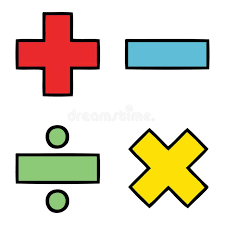 + -
÷ ×
dreamstime.